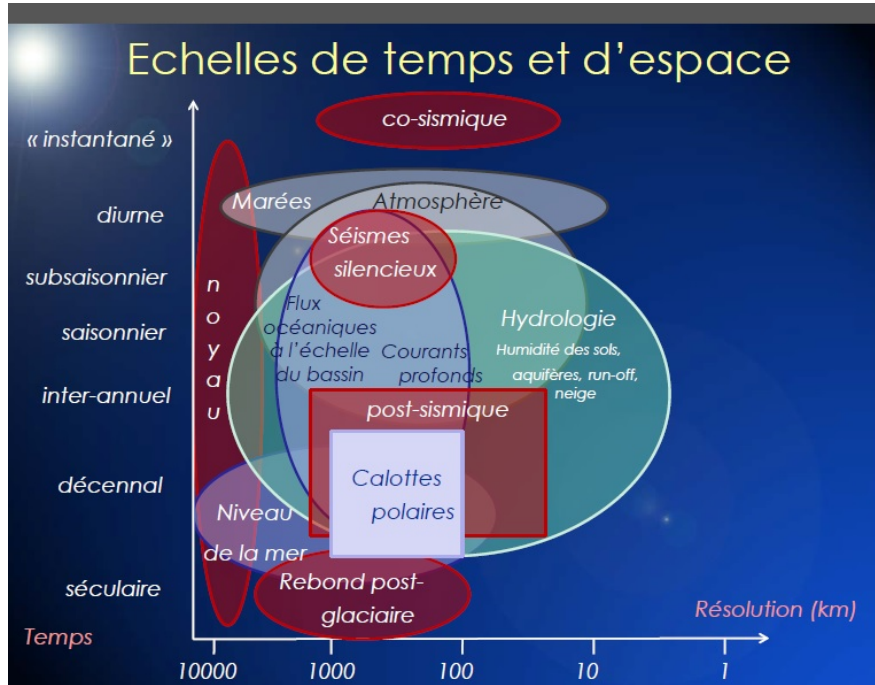 Echelles de temps et d'espace
« instantané »
diurne
subsaisonnier
saisonnier
inter-annuel
décennal
séculaire
Temps
noyau
co-sismique
Marées
Atmosphère
Séismes
silencieux
Flux
océaniques
à l'échelle
du bassin
Courants
profonds
Hydrologie
Humidité des sols,
aquifères, run-off,
neige
post-sismique
Calottes
polaires
Niveau
de la mer
Rebond post-
glaciaire
Résolution (km)
10000
1000
100
10
1